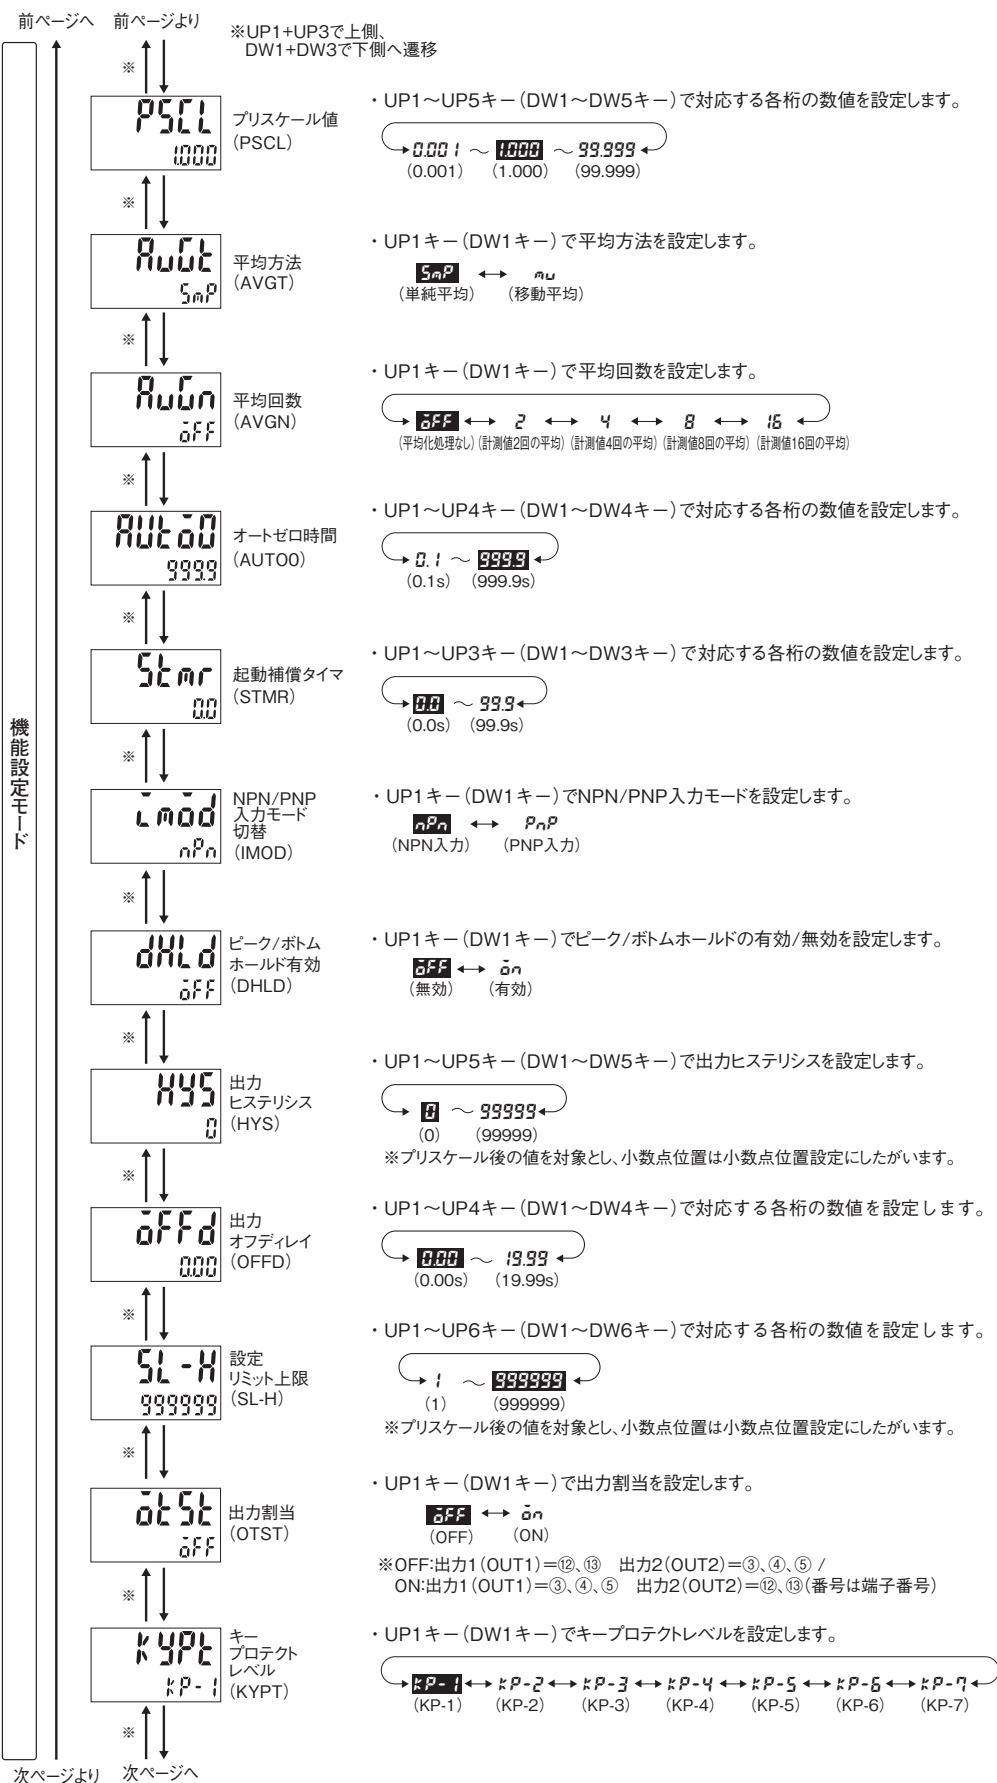 前ページへ 前ページより
※UP1+UP3で上側、
DW1+DW3で下側へ遷移
※
機能設定モード
PSCL
1.000
プリスケール値
(PSCL)
・UP1～UP5キー(DW1～DW5キー)で対応する各桁の数値を設定します。
0.001 ～ 1.000 ～ 99.999
(0.001) (1.000) (99.999)
※
AVGT
SMP
平均方法
(AVGT)
・UP1キー(DW1キー)で平均方法を設定します。
SMP ↔ MV
(単純平均) (移動平均)
※
AVGN
OFF
平均回数
(AVGN)
・UP1キー(DW1キー)で平均回数を設定します。
OFF ↔ 2 ↔ 4 ↔ 8 ↔ 16
(平均化処理なし) (計測値2回の平均) (計測値4回の平均) (計測値8回の平均) (計測値16回の平均)
※
AUTO0
999.9
オートゼロ時間
(AUTO0)
・UP1～UP4キー(DW1～DW4キー)で対応する各桁の数値を設定します。
0.1 ～ 999.9
(0.1s) (999.9s)
※
STMR
0.0
起動補償タイマ
(STMR)
・UP1～UP3キー(DW1～DW3キー)で対応する各桁の数値を設定します。
0.0 ～ 99.9
(0.0s) (99.9s)
※
IMOD
NPN
NPN/PNP
入力モード
切替
(IMOD)
・UP1キー(DW1キー)でNPN/PNP入力モードを設定します。
NPN ↔ PNP
(NPN入力) (PNP入力)
※
DHLD
OFF
ピーク/ボトム
ホールド有効
(DHLD)
・UP1キー(DW1キー)でピーク/ボトムホールドの有効/無効を設定します。
OFF ↔ ON
(無効) (有効)
※
HYS
0
出力
ヒステリシス
(HYS)
・UP1～UP5キー(DW1～DW5キー)で出力ヒステリシスを設定します。
0 ～ 99999
(0) (99999)
※プリスケール後の値を対象とし、小数点位置は小数点位置設定にしたがいます。
※
OFFD
0.00
出力
オフディレイ
(OFFD)
・UP1～UP4キー(DW1～DW4キー)で対応する各桁の数値を設定します。
0.00 ～ 19.99
(0.00s) (19.99s)
※
SL-H
999999
設定
リミット上限
(SL-H)
・UP1～UP6キー(DW1～DW6キー)で対応する各桁の数値を設定します。
1 ～ 999999
(1) (999999)
※プリスケール後の値を対象とし、小数点位置は小数点位置設定にしたがいます。
※
OTST
OFF
出力割当
(OTST)
・UP1キー(DW1キー)で出力割当を設定します。
OFF ↔ ON
(OFF) (ON)
※OFF:出力1(OUT1)=⑫、⑬ 出力2(OUT2)=③、④、⑤ /
ON:出力1(OUT1)=③、④、⑤ 出力2(OUT2)=⑫、⑬(番号は端子番号)
※
KYPT
KP-1
キー
プロテクト
レベル
(KYPT)
・UP1キー(DW1キー)でキープロテクトレベルを設定します。
KP-1 ↔ KP-2 ↔ KP-3 ↔ KP-4 ↔ KP-5 ↔ KP-6 ↔ KP-7
(KP-1) (KP-2) (KP-3) (KP-4) (KP-5) (KP-6) (KP-7)
※
次ページより 次ページへ